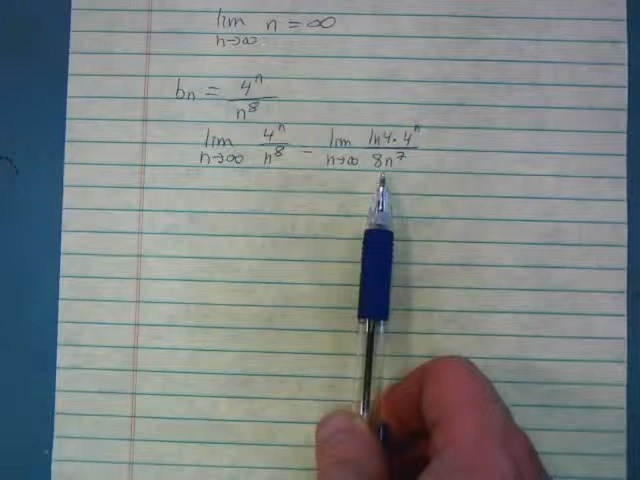 lim n→∞ n = ∞
bn = 4^n / n^8
lim n→∞ 4^n / n^8 - lim n→∞ ln4·4^n / 8n^7